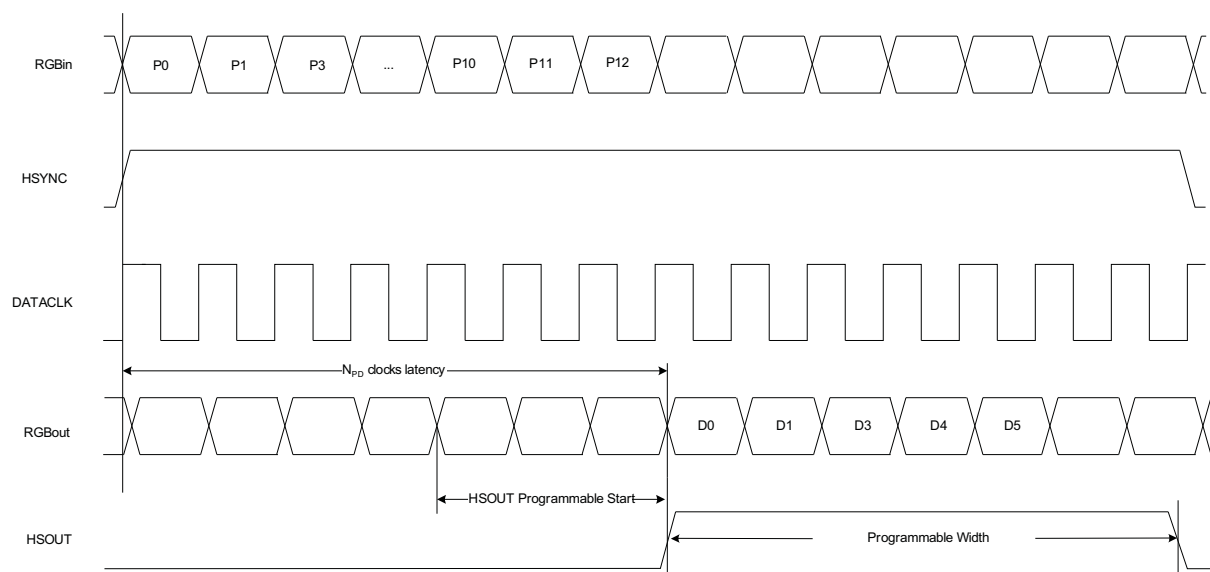 RGBin P0 P1 P3 ... P10 P11 P12
HSYNC
DATACLK
NPD clocks latency
RGBout D0 D1 D3 D4 D5
HSOUT Programmable Start
HSOUT Programmable Width